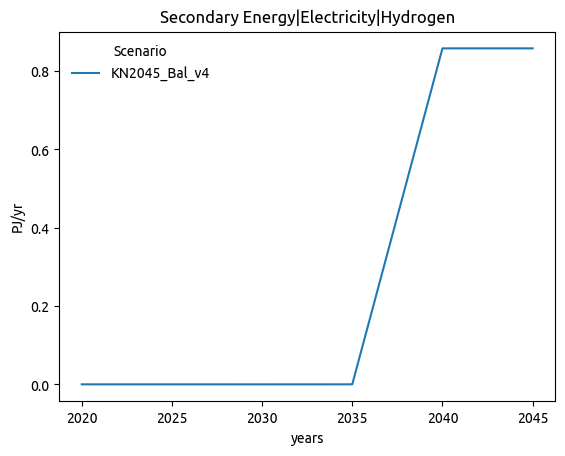 Secondary Energy|Electricity|Hydrogen
Scenario
KN2045_Bal_v4
PJ/yr
0.8
0.6
0.4
0.2
0.0
2020 2025 2030 2035 2040 2045
years